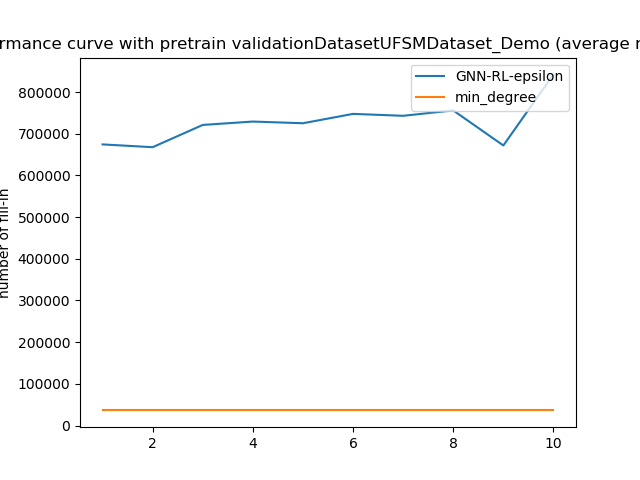 rmance curve with pretrain validationDatasetUFSMDataset_Demo (average r
GNN-RL-epsilon
min_degree
number of fill-in
800000
700000
600000
500000
400000
300000
200000
100000
0
2 4 6 8 10